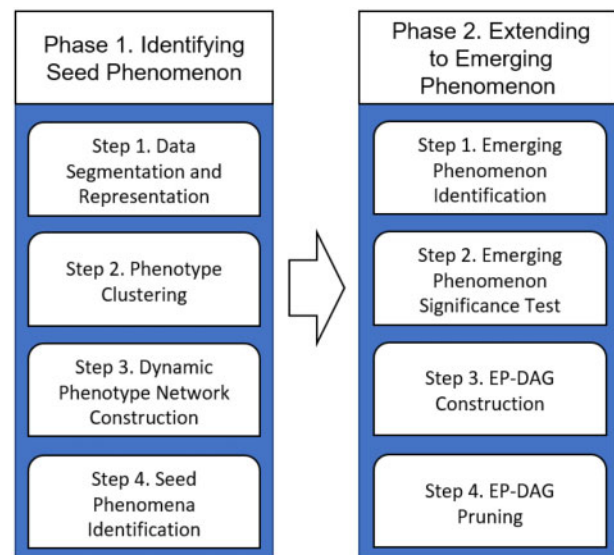 Phase 1. Identifying
Seed Phenomenon
Step 1. Data
Segmentation and
Representation
Step 2. Phenotype
Clustering
Step 3. Dynamic
Phenotype Network
Construction
Step 4. Seed
Phenomena
Identification
Phase 2. Extending
to Emerging
Phenomenon
Step 1. Emerging
Phenomenon
Identification
Step 2. Emerging
Phenomenon
Significance Test
Step 3. EP-DAG
Construction
Step 4. EP-DAG
Pruning